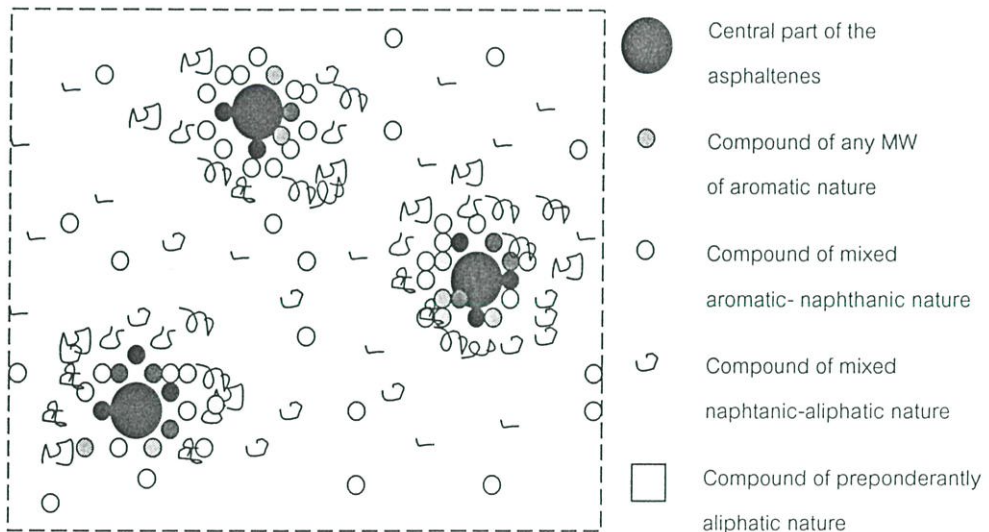 Central part of the
asphaltenes
Compound of any MW
of aromatic nature
Compound of mixed
aromatic- naphthanic nature
Compound of mixed
naphtanic-aliphatic nature
Compound of preponderantly
aliphatic nature